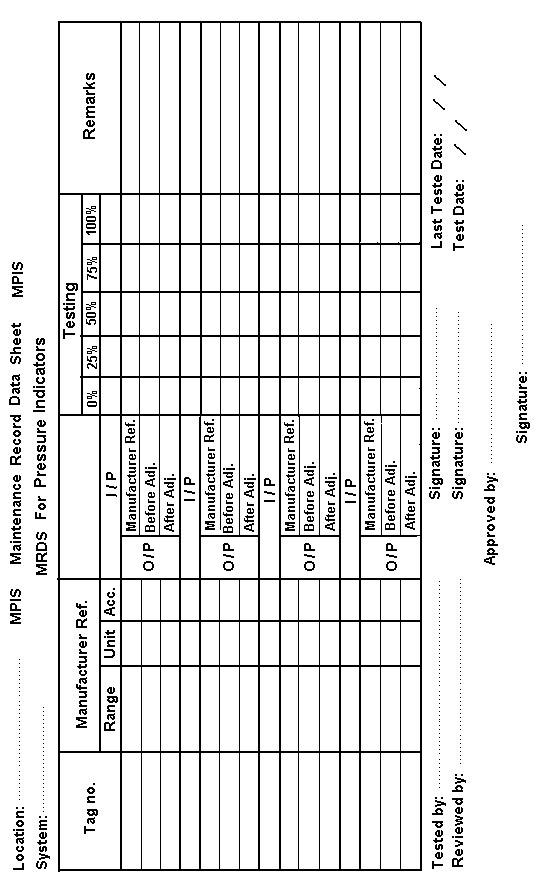 Location: MPIS Maintenance Record Data Sheet MPIS
System: MRDS For Pressure Indicators
Tag no. Manufacturer Ref. Testing Remarks
Range Unit Acc. I / P 0% 25% 50% 75% 100%
O / P Manufacturer Ref.
Before Adj.
After Adj.
I / P
O / P Manufacturer Ref.
Before Adj.
After Adj.
I / P
O / P Manufacturer Ref.
Before Adj.
After Adj.
I / P
O / P Manufacturer Ref.
Before Adj.
After Adj.
Tested by: Signature: Last Teste Date: / /
Reviewed by: Signature: Test Date: / /
Approved by:
Signature: